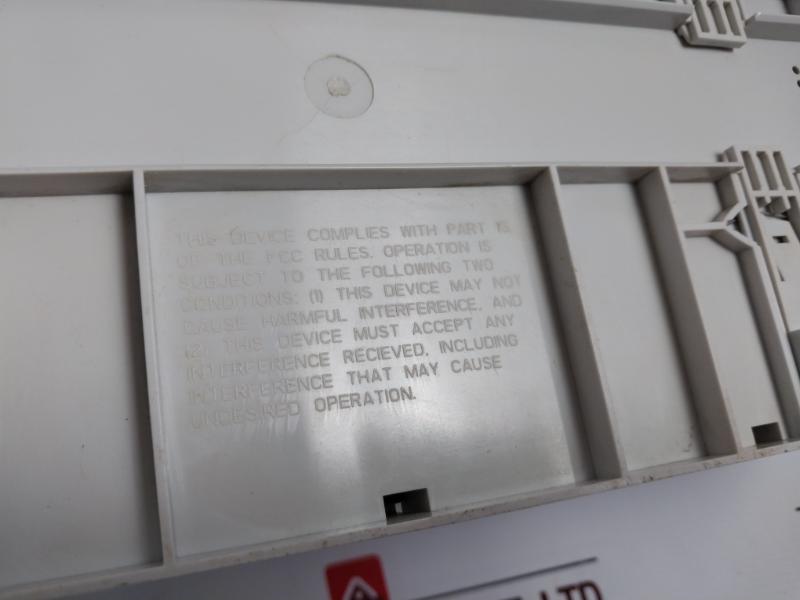 THIS DEVICE COMPLIES WITH PART 15
OF THE FCC RULES. OPERATION IS
SUBJECT TO THE FOLLOWING TWO
CONDITIONS: (1) THIS DEVICE MAY NOT
CAUSE HARMFUL INTERFERENCE, AND
(2) THIS DEVICE MUST ACCEPT ANY
INTERFERENCE RECIEVED, INCLUDING
INTERFERENCE THAT MAY CAUSE
UNDESIRED OPERATION.
LTD